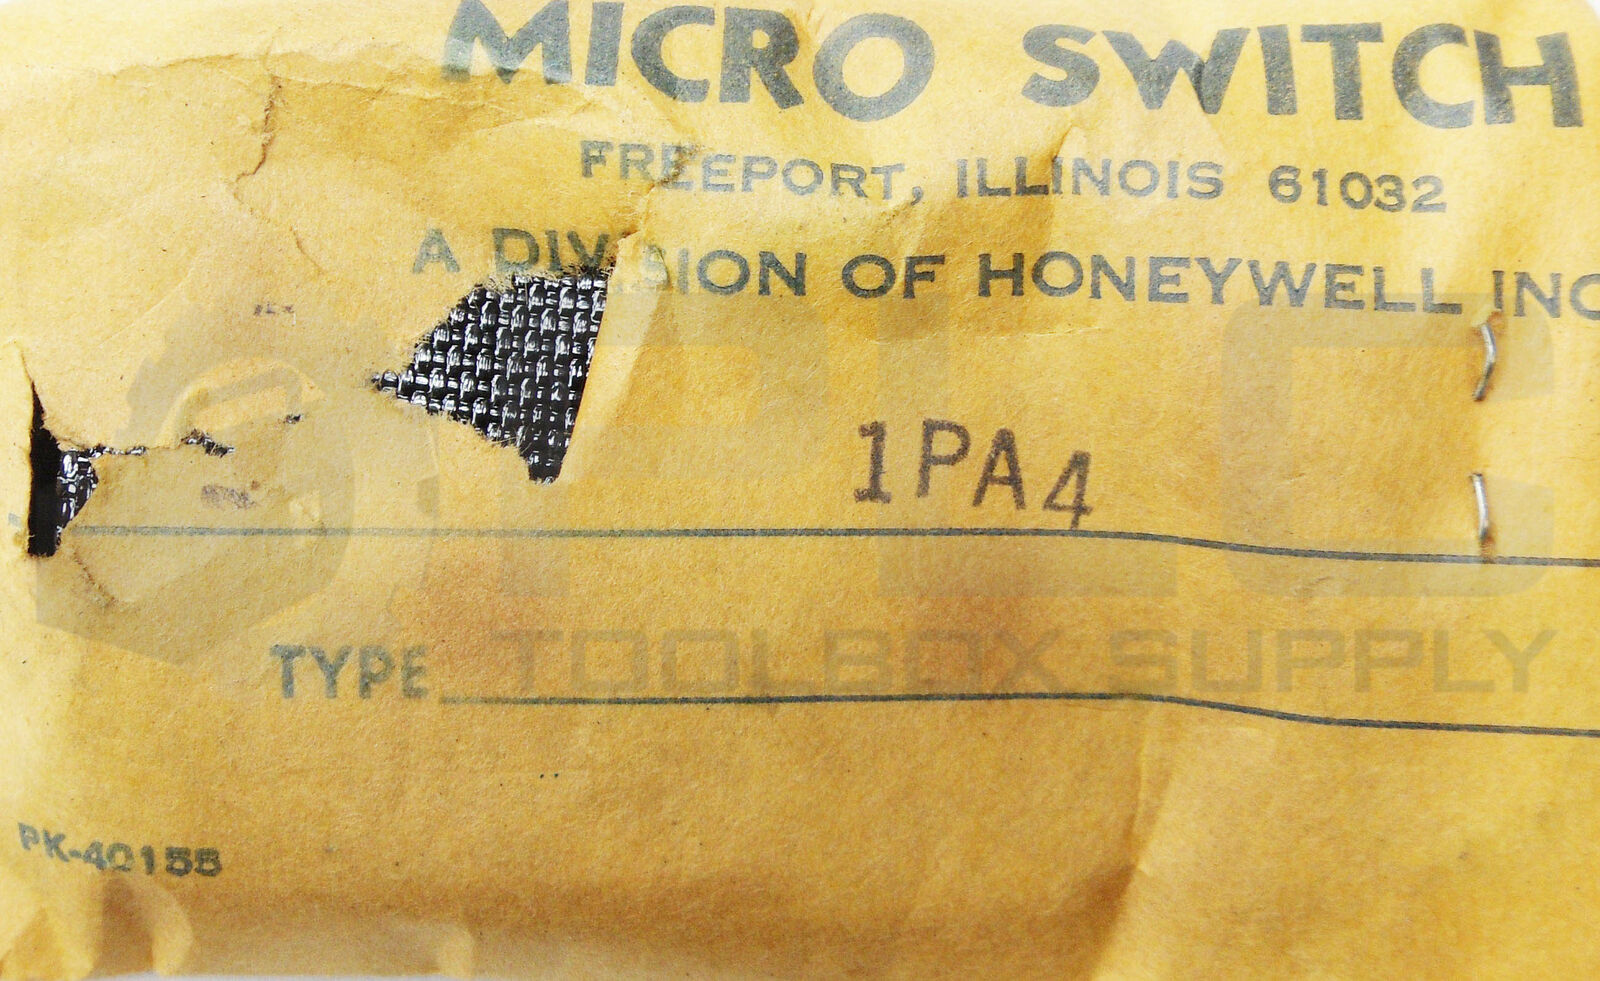 MICRO SWITCH
FREEPORT, ILLINOIS 61032
A DIVISION OF HONEYWELL INC
1PA4
TOOLBOX SUPPLY
TYPE
PK-40155